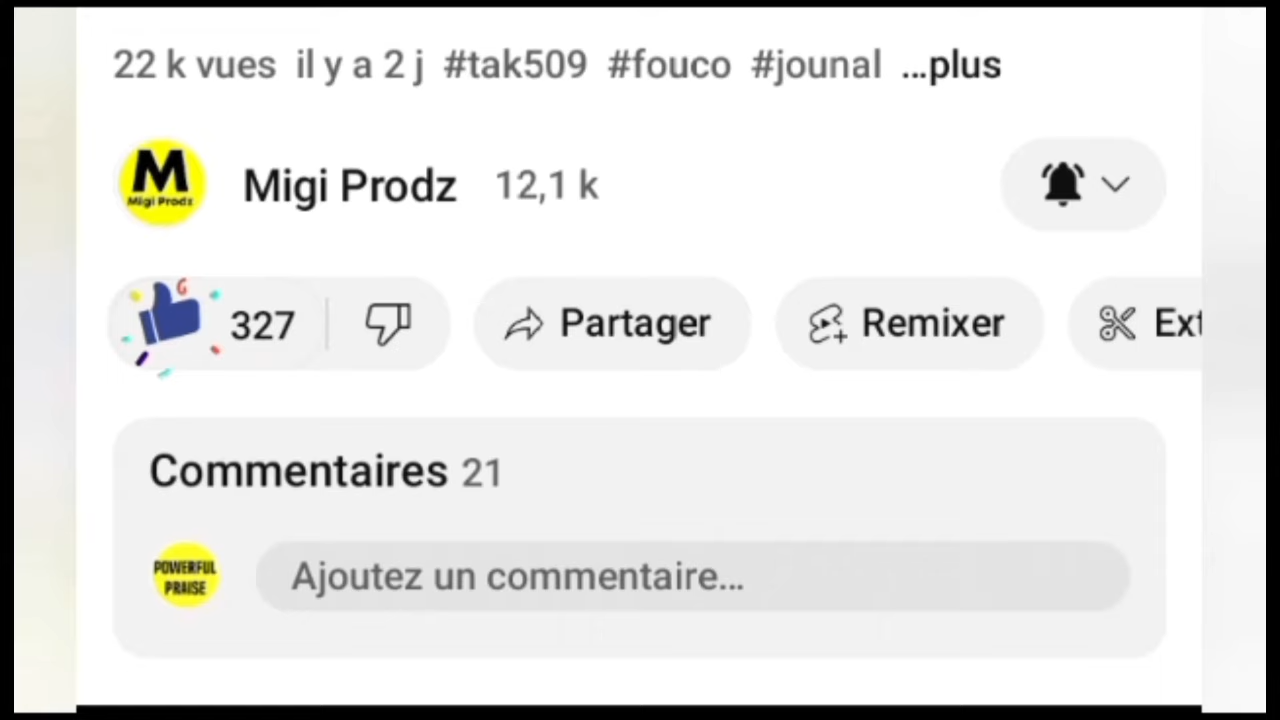 22 k vues il y a 2 j #tak509 #fouco #jounal ...plus
M
Migi Prodz
Migi Prodz 12,1 k
327 Partager Remixer Ext
Commentaires 21
POWERFUL
PRAISE
Ajoutez un commentaire...